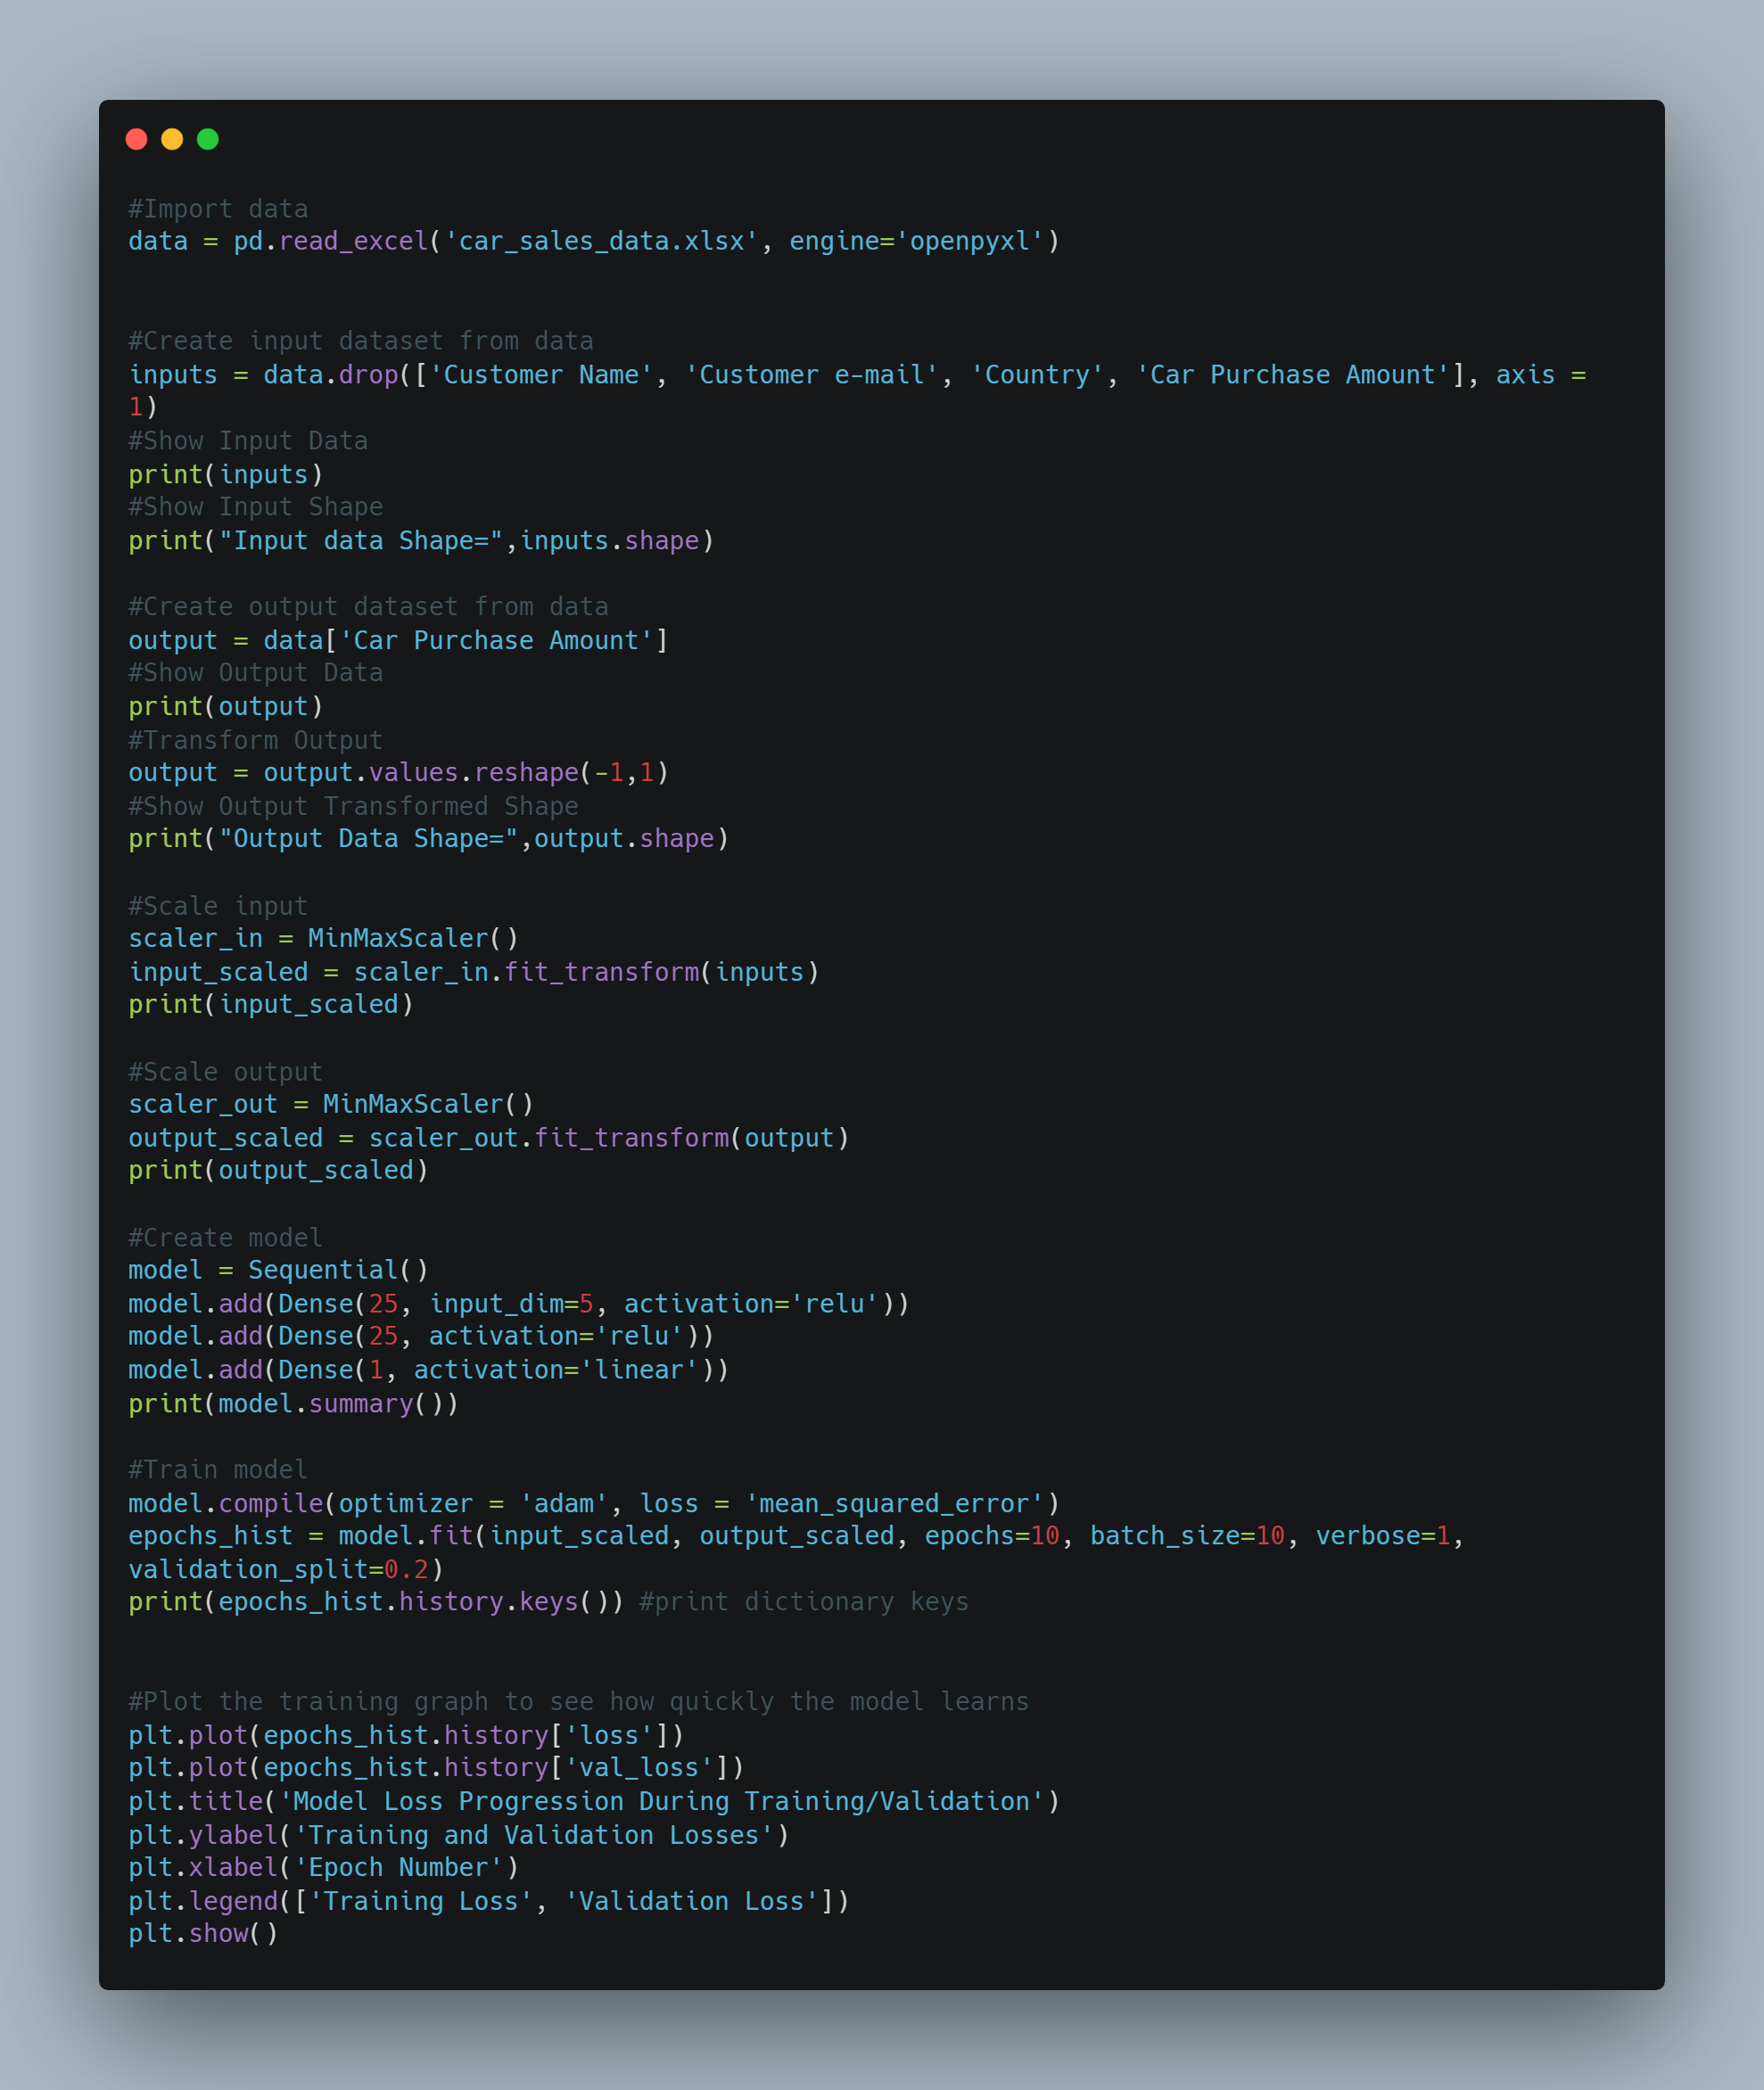 #Import data
data = pd.read_excel('car_sales_data.xlsx', engine='openpyxl')
#Create input dataset from data
inputs = data.drop(['Customer Name', 'Customer e-mail', 'Country', 'Car Purchase Amount'], axis =
1)
#Show Input Data
print(inputs)
#Show Input Shape
print("Input data Shape=",inputs.shape)
#Create output dataset from data
output = data['Car Purchase Amount']
#Show Output Data
print(output)
#Transform Output
output = output.values.reshape(-1,1)
#Show Output Transformed Shape
print("Output Data Shape=",output.shape)
#Scale input
scaler_in = MinMaxScaler()
input_scaled = scaler_in.fit_transform(inputs)
print(input_scaled)
#Scale output
scaler_out = MinMaxScaler()
output_scaled = scaler_out.fit_transform(output)
print(output_scaled)
#Create model
model = Sequential()
model.add(Dense(25, input_dim=5, activation='relu'))
model.add(Dense(25, activation='relu'))
model.add(Dense(1, activation='linear'))
print(model.summary())
#Train model
model.compile(optimizer = 'adam', loss = 'mean_squared_error')
epochs_hist = model.fit(input_scaled, output_scaled, epochs=10, batch_size=10, verbose=1,
validation_split=0.2)
print(epochs_hist.history.keys()) #print dictionary keys
#Plot the training graph to see how quickly the model learns
plt.plot(epochs_hist.history['loss'])
plt.plot(epochs_hist.history['val_loss'])
plt.title('Model Loss Progression During Training/Validation')
plt.ylabel('Training and Validation Losses')
plt.xlabel('Epoch Number')
plt.legend(['Training Loss', 'Validation Loss'])
plt.show()